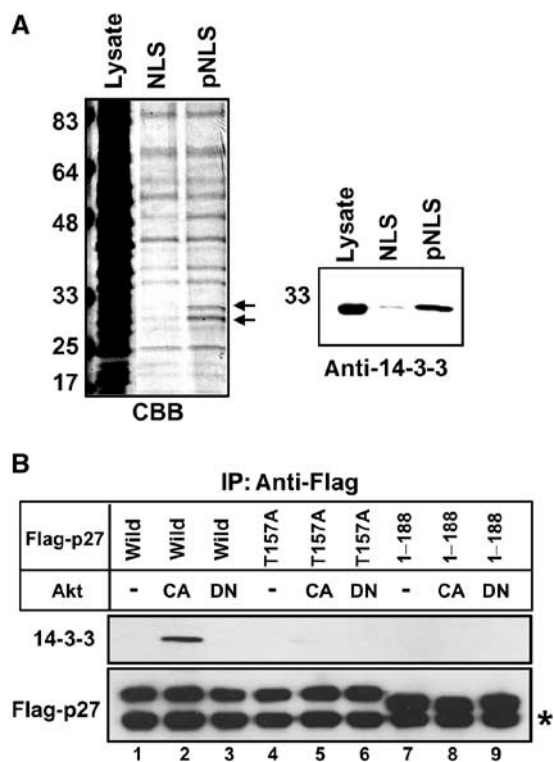 A
Lysate
NLS
pNLS
83
64
48
33
25
17
CBB
Lysate
NLS
pNLS
33
Anti-14-3-3
B
IP: Anti-Flag
Flag-p27 Wild Wild Wild T157A T157A T157A 1–188 1–188 1–188
Akt - CA DN - CA DN - CA DN
14-3-3
Flag-p27 *
1 2 3 4 5 6 7 8 9